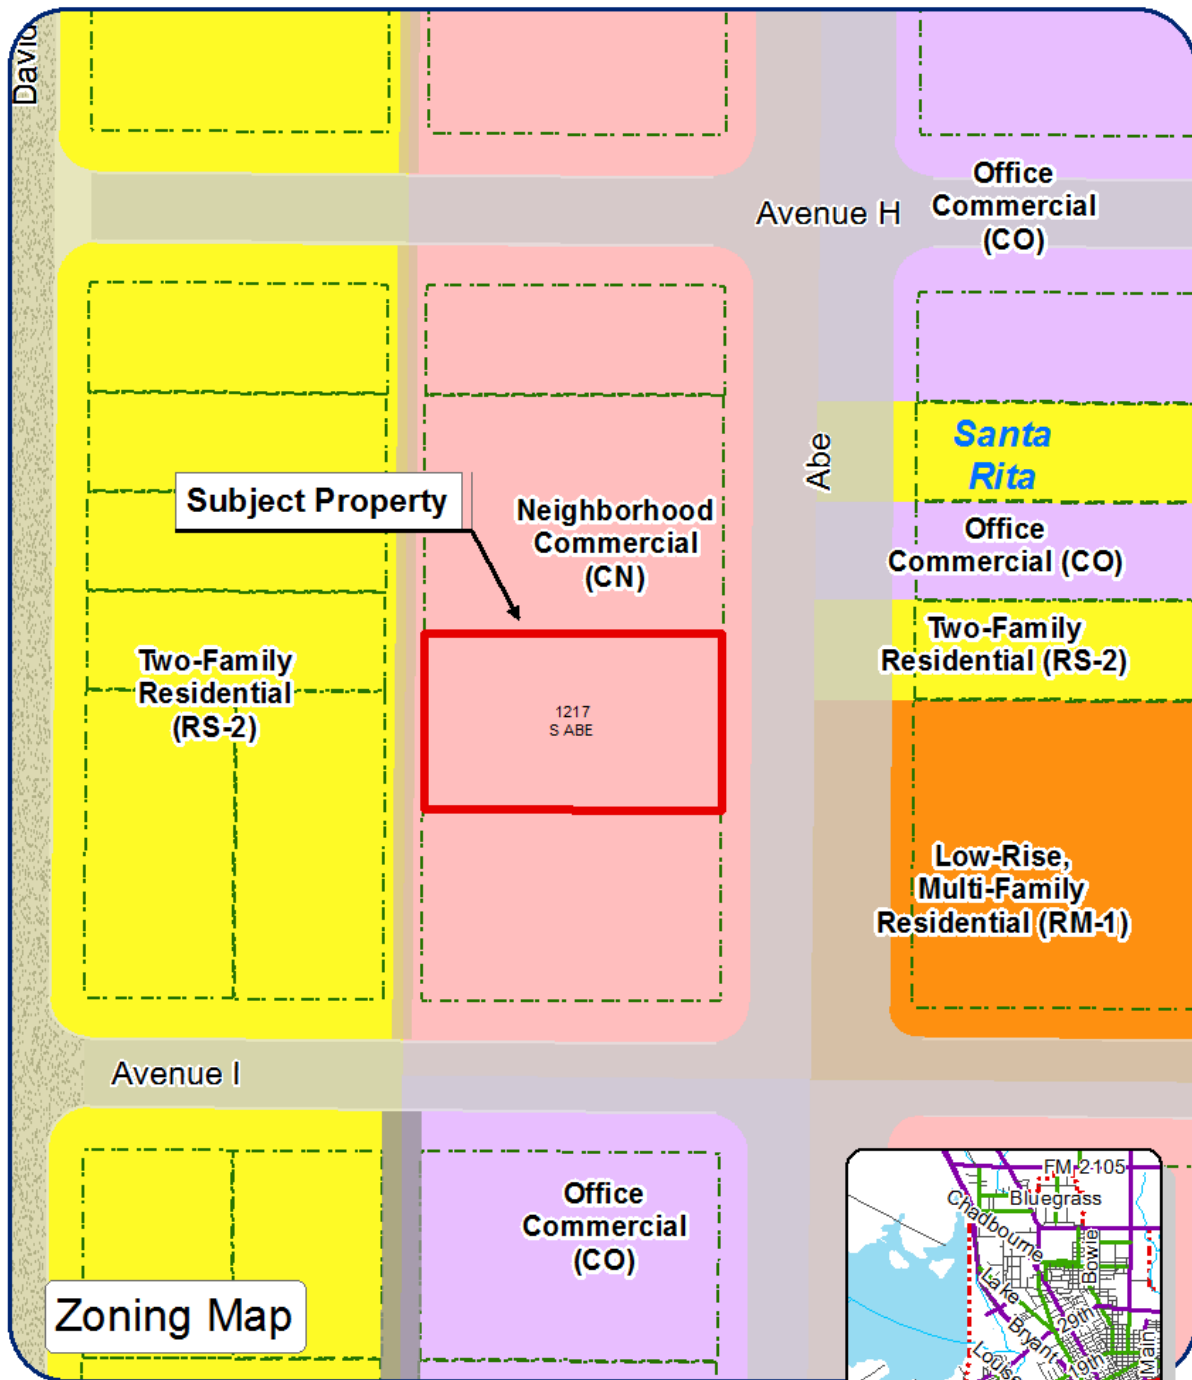 David
Office
Commercial
(CO)
Avenue H
Santa
Rita
Abe
Subject Property
Neighborhood
Commercial
(CN)
Office
Commercial (CO)
Two-Family
Residential (RS-2)
Two-Family
Residential
(RS-2)
1217
S ABE
Low-Rise,
Multi-Family
Residential (RM-1)
Avenue I
Office
Commercial
(CO)
Zoning Map
FM 2105
Bluegrass
Chadbourne
Bowie
Lake
29th
Bryant
Main
19th